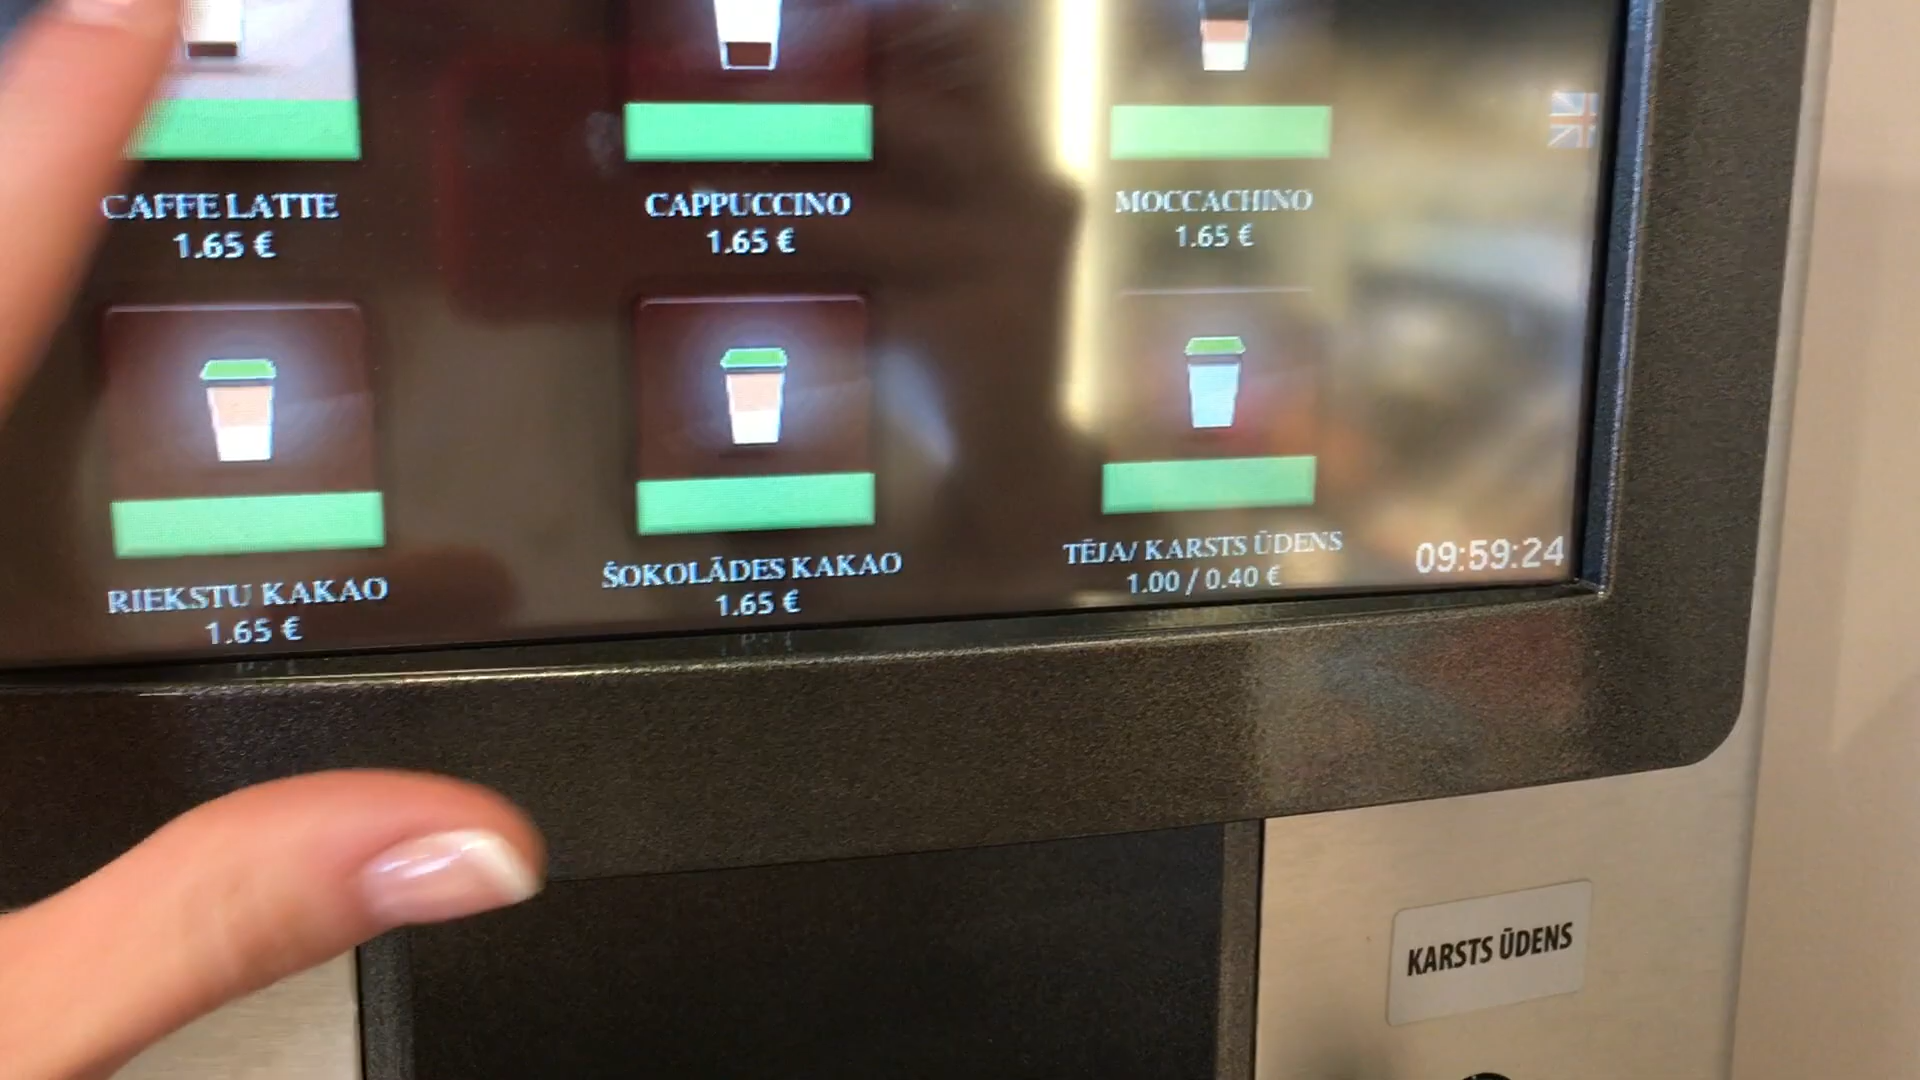 CAFFE LATTE
1.65 €
CAPPUCCINO
1.65 €
MOCCACHINO
1.65 €
RIEKSTU KAKAO
1.65 €
ŠOKOLĀDES KAKAO
1.65 €
TĒJA/ KARSTS ŪDENS
1.00 / 0.40 €
09:59:24
KARSTS ŪDENS